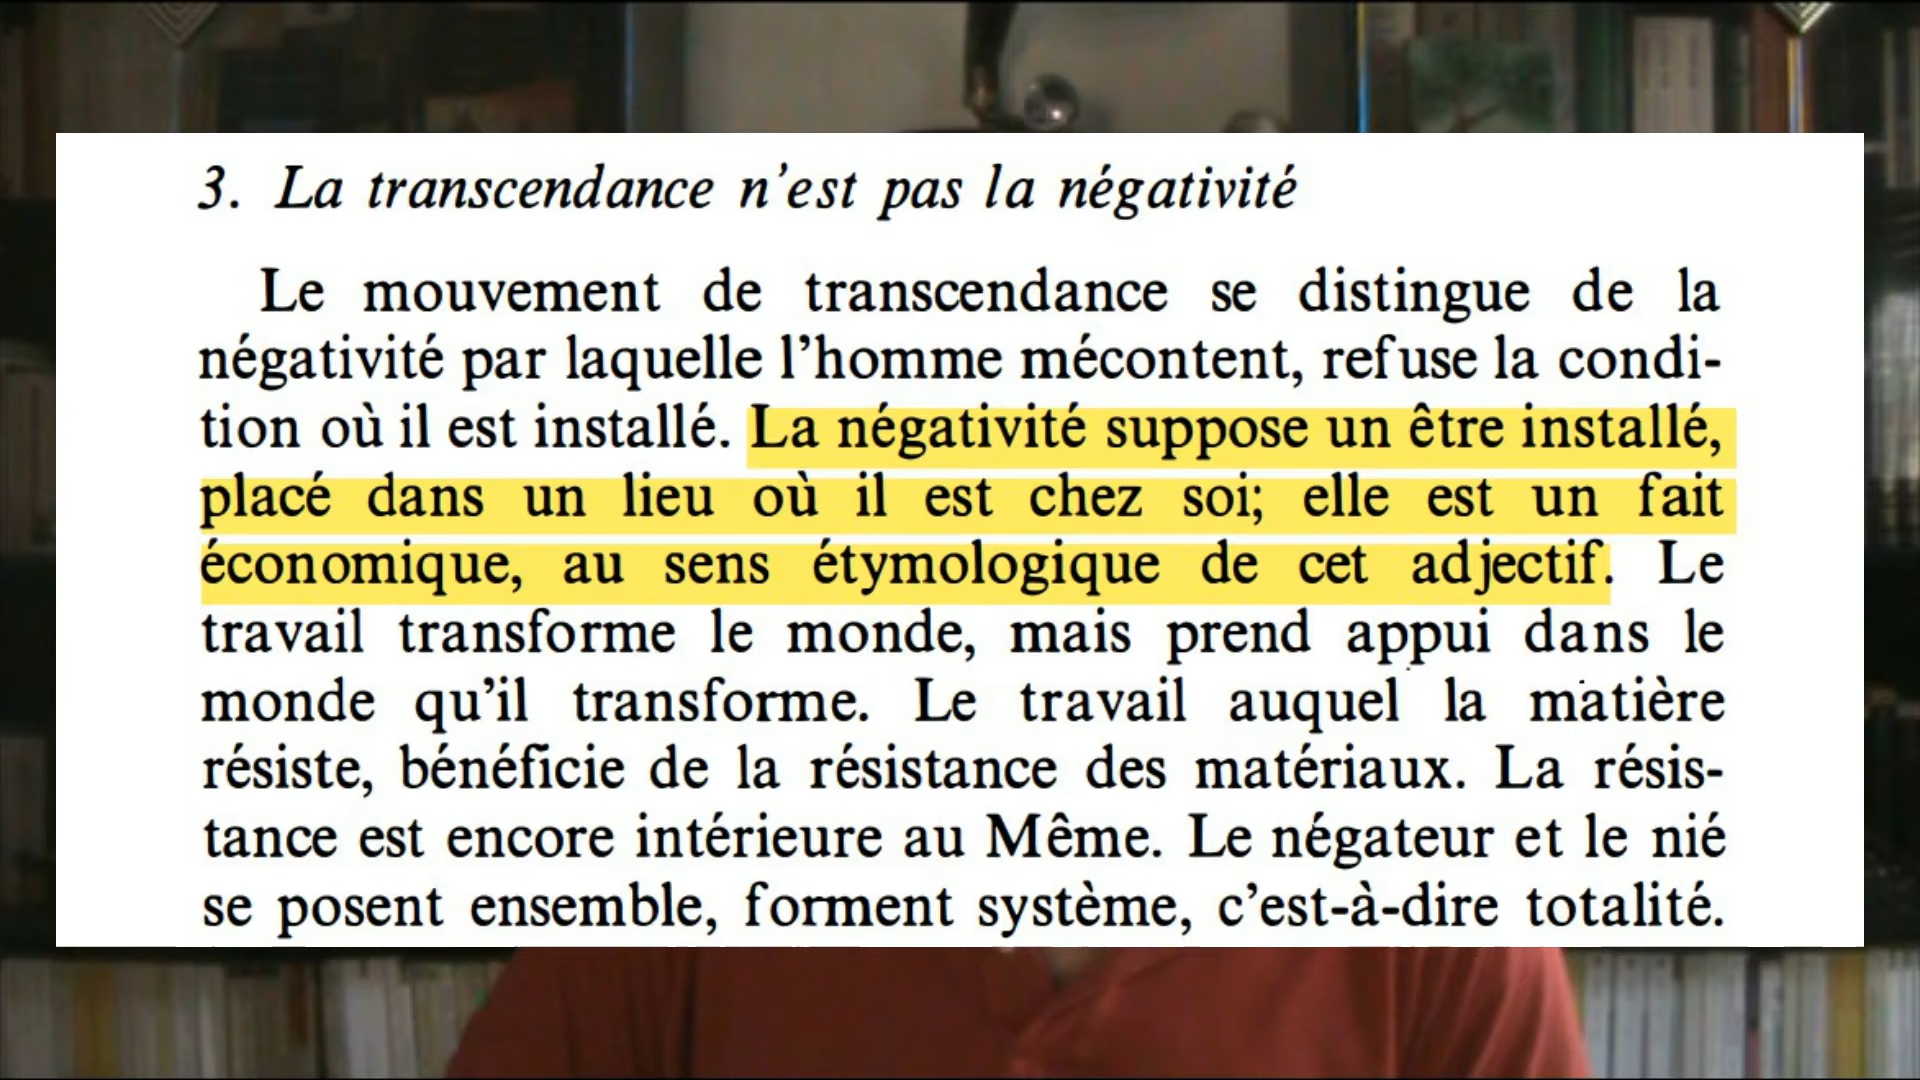 3. La transcendance n'est pas la négativité
Le mouvement de transcendance se distingue de la
négativité par laquelle l'homme mécontent, refuse la condi-
tion où il est installé. La négativité suppose un être installé,
placé dans un lieu où il est chez soi; elle est un fait
économique, au sens étymologique de cet adjectif. Le
travail transforme le monde, mais prend appui dans le
monde qu'il transforme. Le travail auquel la matière
résiste, bénéficie de la résistance des matériaux. La résis-
tance est encore intérieure au Même. Le négateur et le nié
se posent ensemble, forment système, c'est-à-dire totalité.